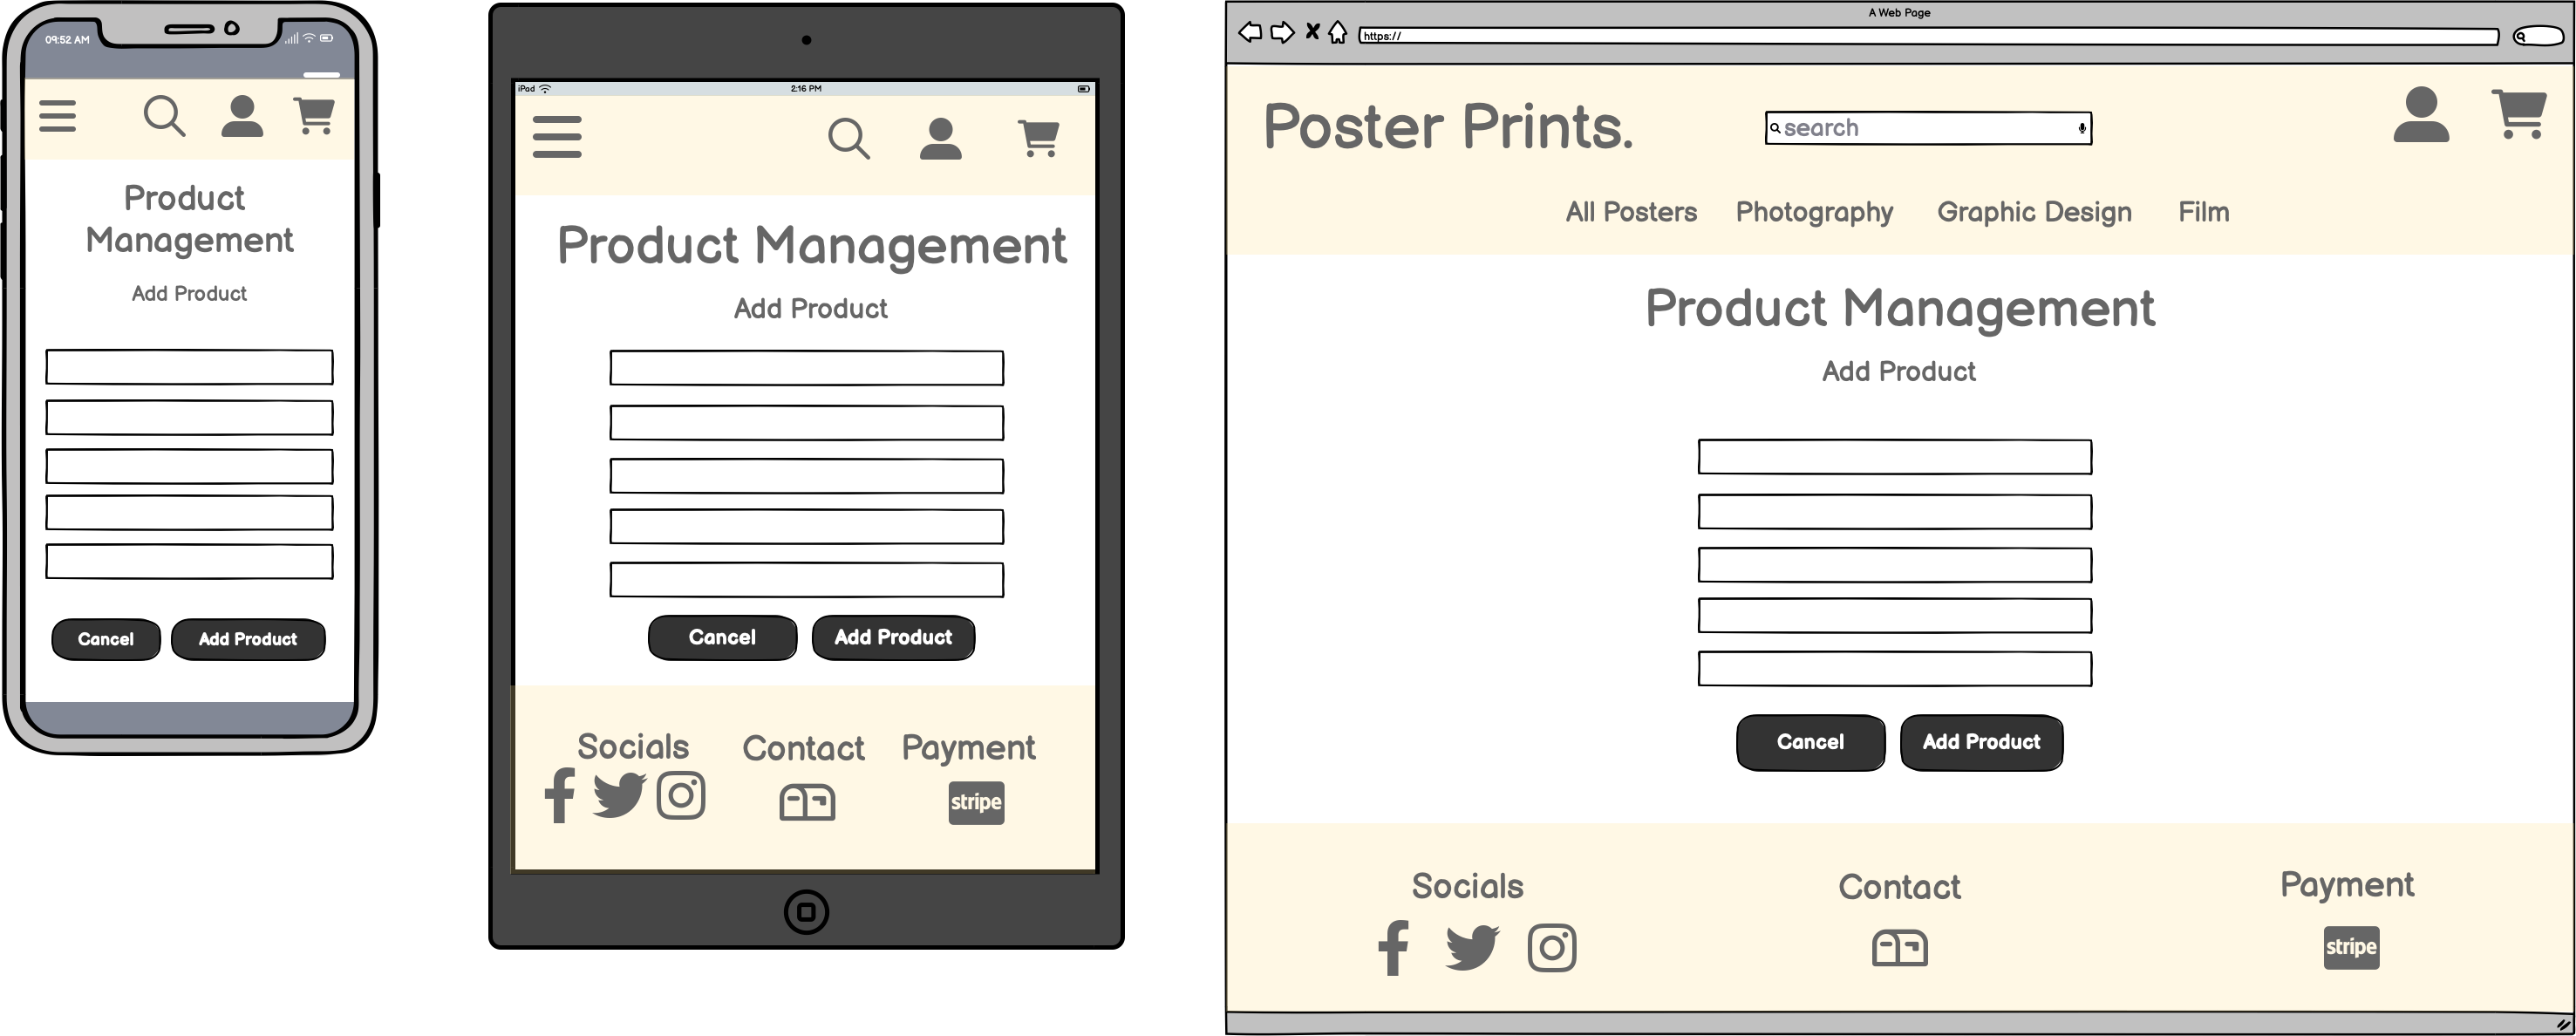 09:52 AM
Product
Management
Add Product
Cancel Add Product
iPad 2:16 PM
Product Management
Add Product
Cancel Add Product
Socials Contact Payment
stripe
A Web Page
https://
Poster Prints. search
All Posters Photography Graphic Design Film
Product Management
Add Product
Cancel Add Product
Socials Contact Payment
stripe